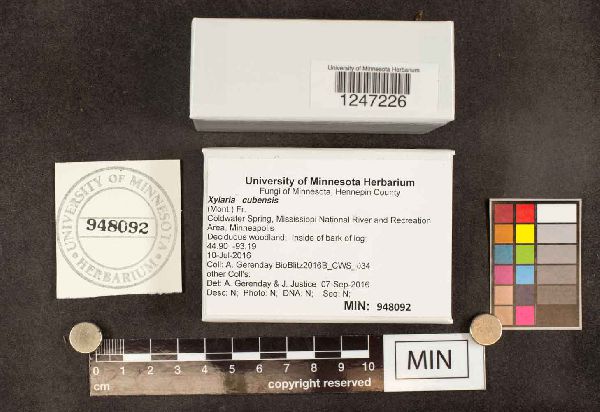 University of Minnesota Herbarium
1247226
UNIVERSITY OF MINNESOTA
948092
HERBARIUM
University of Minnesota Herbarium
Fungi of Minnesota, Hennepin County
Xylaria cubensis
(Mont.) Fr.
Coldwater Spring, Mississippi National River and Recreation
Area, Minneapolis
Deciduous woodland; inside of bark of log;
44.90 -93.19
10-Jul-2016
Coll: A. Gerenday BioBlitz2016B_CWS_034
other Coll's:
Det: A. Gerenday & J. Justice 07-Sep-2016
Desc: N; Photo: N; DNA: N; Seq: N;
MIN: 948092
0 1 2 3 4 5 6 7 8 9 10
cm
copyright reserved
MIN